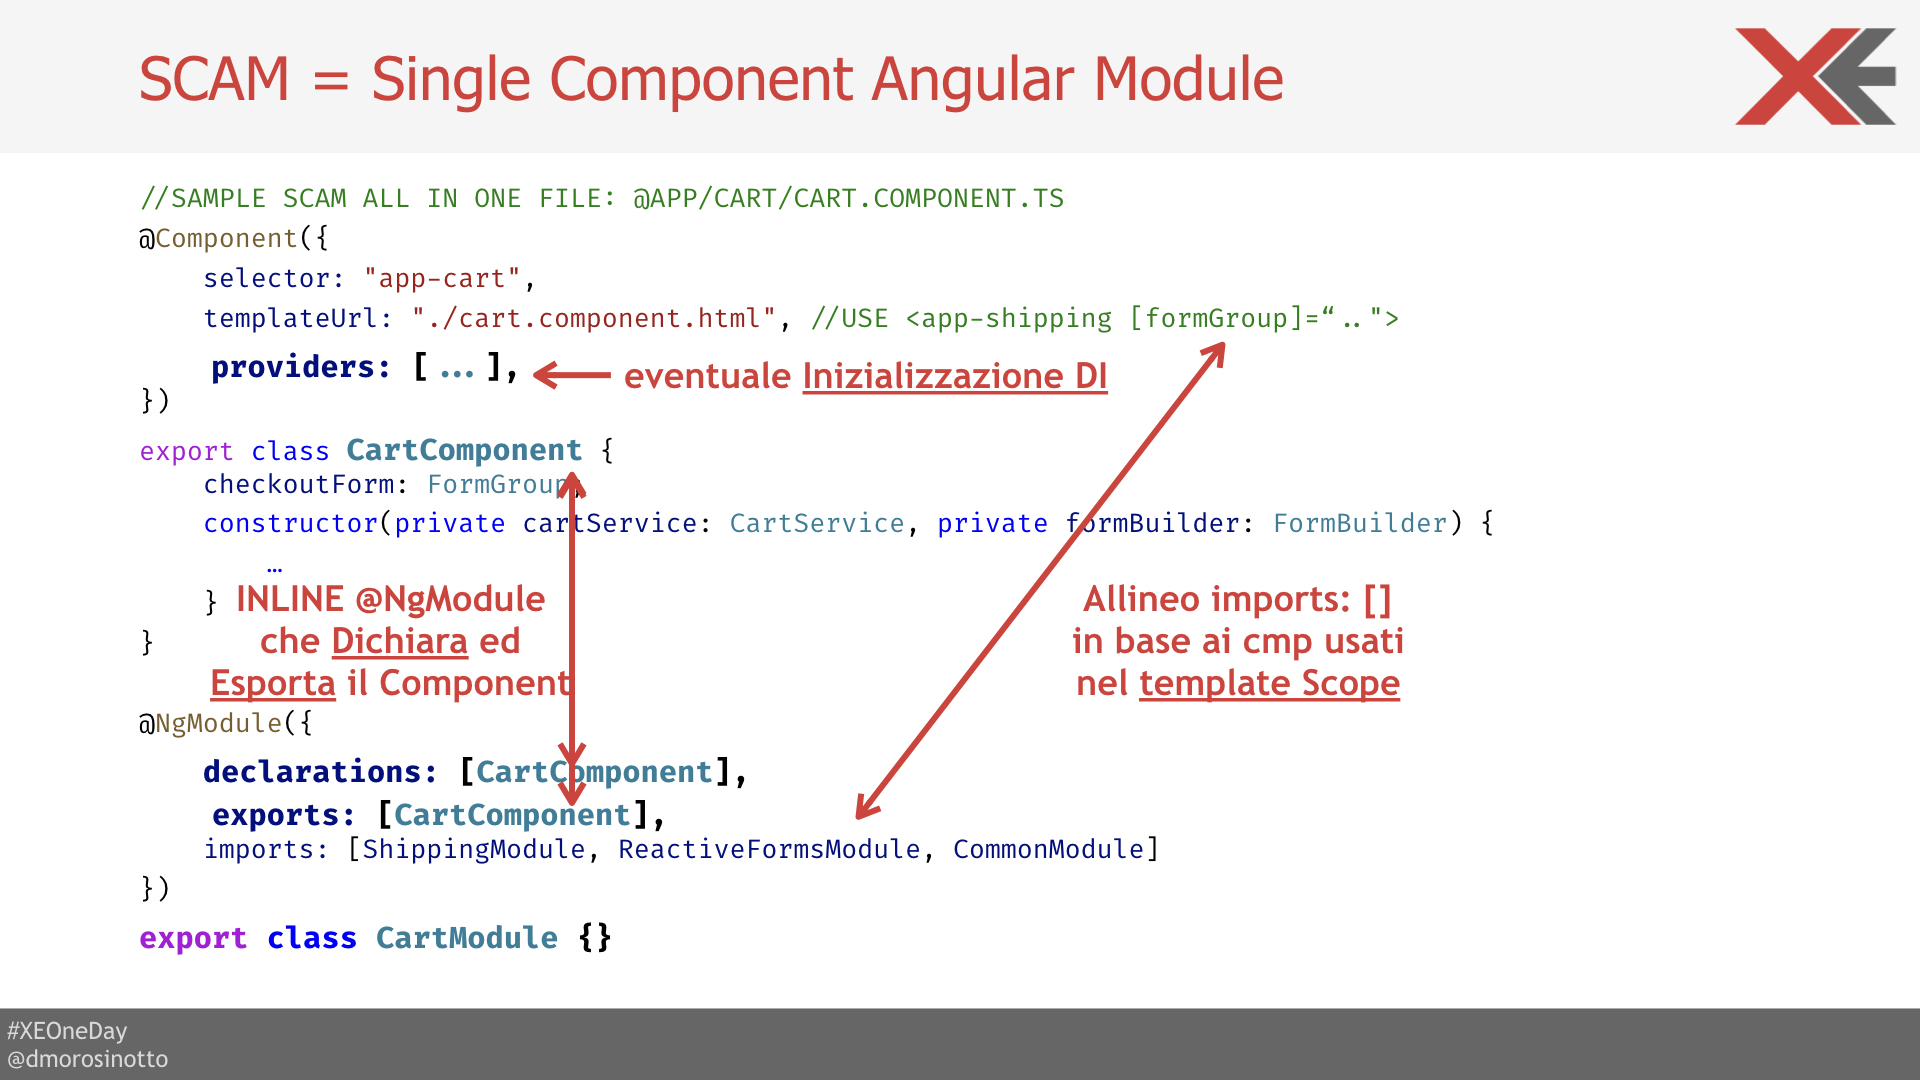 SCAM = Single Component Angular Module
XE
//SAMPLE SCAM ALL IN ONE FILE: @APP/CART/CART.COMPONENT.TS
@Component({
selector: "app-cart",
templateUrl: "./cart.component.html", //USE <app-shipping [formGroup]=“..">
providers: [ … ],
eventuale Inizializzazione DI
})
export class CartComponent {
checkoutForm: FormGroup;
constructor(private cartService: CartService, private formBuilder: FormBuilder) {
…
}
}
INLINE @NgModule
che Dichiara ed
Esporta il Component
Allineo imports: []
in base ai cmp usati
nel template Scope
@NgModule({
declarations: [CartComponent],
exports: [CartComponent],
imports: [ShippingModule, ReactiveFormsModule, CommonModule]
})
export class CartModule {}
#XEOneDay
@dmorosinotto